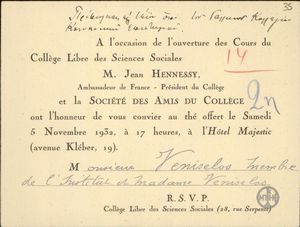 35
A l'occasion de l'ouverture des Cours du
Collège Libre des Sciences Sociales
14
M. Jean HENNESSY,
Ambassadeur de France - Président du Collège
et la SOCIÉTÉ DES AMIS DU COLLÈGE
ont l'honneur de vous convier au thé offert le Samedi
5 Novembre 1932, à 17 heures, à l'Hôtel Majestic
(avenue Kléber, 19).
Monsieur Veniselos, membre
de l'Institut et Madame Veniselos
R. S. V. P.
Collège Libre des Sciences Sociales (28, rue Serpente)